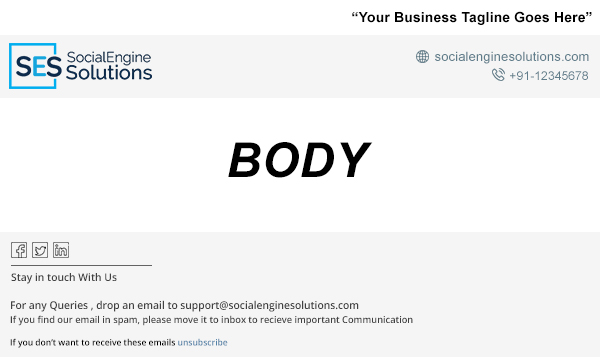 “Your Business Tagline Goes Here”
SES SocialEngine
Solutions
socialenginesolutions.com
+91-12345678
BODY
Stay in touch With Us
For any Queries , drop an email to support@socialenginesolutions.com
If you find our email in spam, please move it to inbox to recieve important Communication
If you don’t want to receive these emails unsubscribe